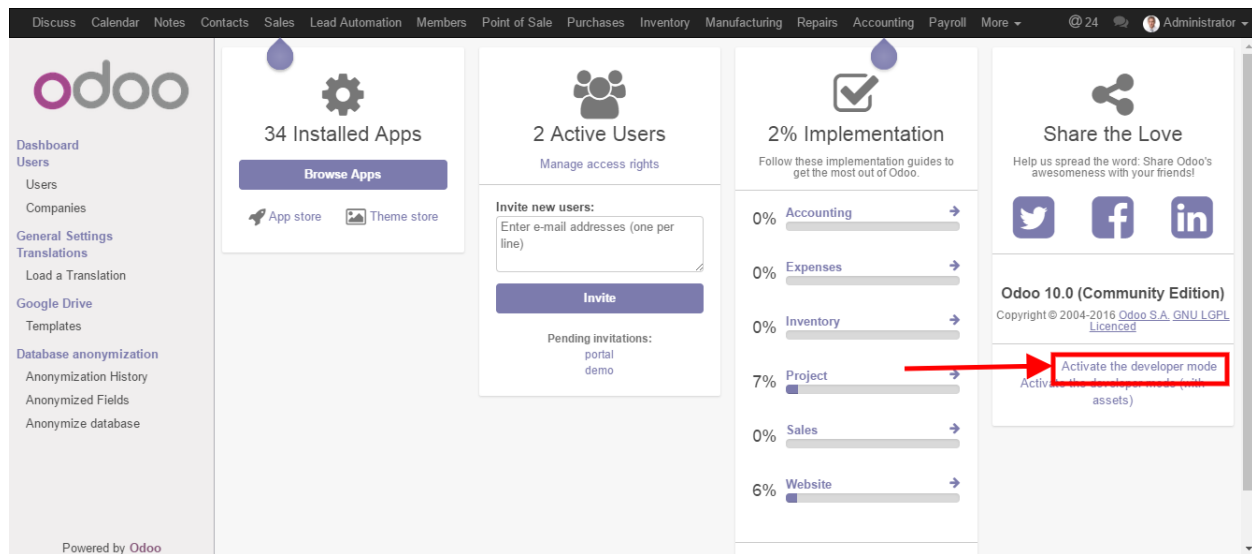 Discuss Calendar Notes Contacts Sales Lead Automation Members Point of Sale Purchases Inventory Manufacturing Repairs Accounting Payroll More @ 24 Administrator
odoo
Dashboard
Users
Users
Companies
General Settings
Translations
Load a Translation
Google Drive
Templates
Database anonymization
Anonymization History
Anonymized Fields
Anonymize database
Powered by Odoo
34 Installed Apps
Browse Apps
App store Theme store
2 Active Users
Manage access rights
Invite new users:
Enter e-mail addresses (one per
line)
Invite
Pending invitations:
portal
demo
2% Implementation
Follow these implementation guides to
get the most out of Odoo.
0% Accounting
0% Expenses
0% Inventory
7% Project
0% Sales
6% Website
Share the Love
Help us spread the word: Share Odoo's
awesomeness with your friends!
Odoo 10.0 (Community Edition)
Copyright © 2004-2016 Odoo S.A. GNU LGPL
Licenced
Activate the developer mode
Activate the developer mode (with
assets)